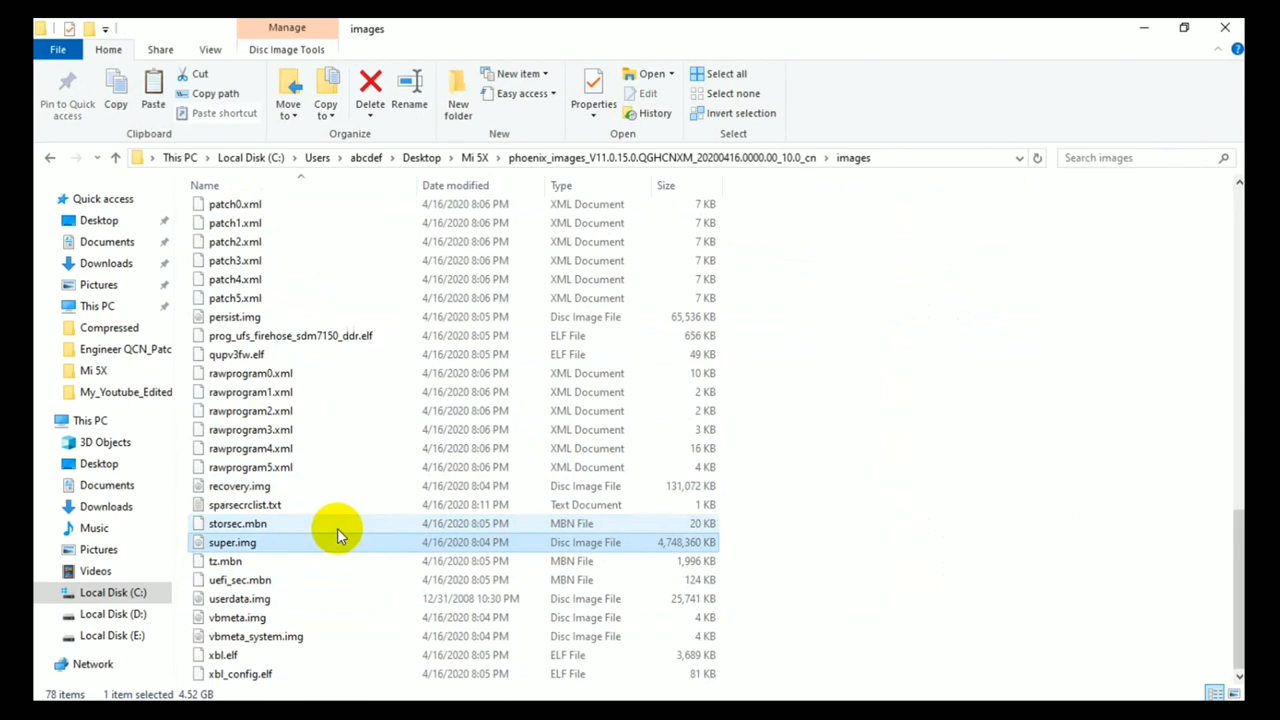 Manage
images
File
Home
Share
View
Disc Image Tools
Pin to Quick
access
Copy
Paste
Cut
Copy path
Paste shortcut
Clipboard
Move
to
Copy
to
Delete
Rename
Organize
New
folder
New item
Easy access
New
Properties
Open
Edit
History
Open
Select all
Select none
Invert selection
Select
This PC > Local Disk (C:) > Users > abcdef > Desktop > Mi 5X > phoenix_images_V11.0.15.0.QGHCNXM_20200416.0000.00_10.0_cn > images
Search images
Quick access
Desktop
Documents
Downloads
Pictures
This PC
Compressed
Engineer QCN_Patc
Mi 5X
My_Youtube_Edited
This PC
3D Objects
Desktop
Documents
Downloads
Music
Pictures
Videos
Local Disk (C:)
Local Disk (D:)
Local Disk (E:)
Network
Name Date modified Type Size
patch0.xml 4/16/2020 8:06 PM XML Document 7 KB
patch1.xml 4/16/2020 8:06 PM XML Document 7 KB
patch2.xml 4/16/2020 8:06 PM XML Document 7 KB
patch3.xml 4/16/2020 8:06 PM XML Document 7 KB
patch4.xml 4/16/2020 8:06 PM XML Document 7 KB
patch5.xml 4/16/2020 8:06 PM XML Document 7 KB
persist.img 4/16/2020 8:05 PM Disc Image File 65,536 KB
prog_ufs_firehose_sdm7150_ddr.elf 4/16/2020 8:05 PM ELF File 656 KB
qupv3fw.elf 4/16/2020 8:05 PM ELF File 49 KB
rawprogram0.xml 4/16/2020 8:06 PM XML Document 10 KB
rawprogram1.xml 4/16/2020 8:06 PM XML Document 2 KB
rawprogram2.xml 4/16/2020 8:06 PM XML Document 2 KB
rawprogram3.xml 4/16/2020 8:06 PM XML Document 3 KB
rawprogram4.xml 4/16/2020 8:06 PM XML Document 16 KB
rawprogram5.xml 4/16/2020 8:06 PM XML Document 4 KB
recovery.img 4/16/2020 8:04 PM Disc Image File 131,072 KB
sparsecrclist.txt 4/16/2020 8:11 PM Text Document 1 KB
storsec.mbn 4/16/2020 8:05 PM MBN File 20 KB
super.img 4/16/2020 8:04 PM Disc Image File 4,748,360 KB
tz.mbn 4/16/2020 8:05 PM MBN File 1,996 KB
uefi_sec.mbn 4/16/2020 8:05 PM MBN File 124 KB
userdata.img 12/31/2008 10:30 PM Disc Image File 25,741 KB
vbmeta.img 4/16/2020 8:04 PM Disc Image File 4 KB
vbmeta_system.img 4/16/2020 8:04 PM Disc Image File 4 KB
xbl.elf 4/16/2020 8:05 PM ELF File 3,689 KB
xbl_config.elf 4/16/2020 8:05 PM ELF File 81 KB
78 items 1 item selected 4.52 GB